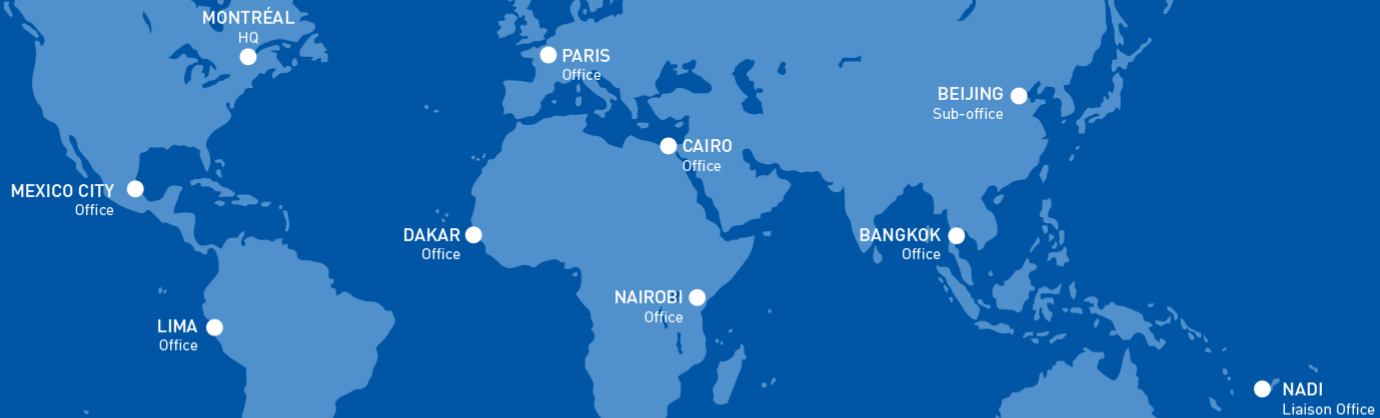 MONTRÉAL
HQ
PARIS
Office
BEIJING
Sub-office
CAIRO
Office
MEXICO CITY
Office
DAKAR
Office
BANGKOK
Office
NAIROBI
Office
LIMA
Office
NADI
Liaison Office